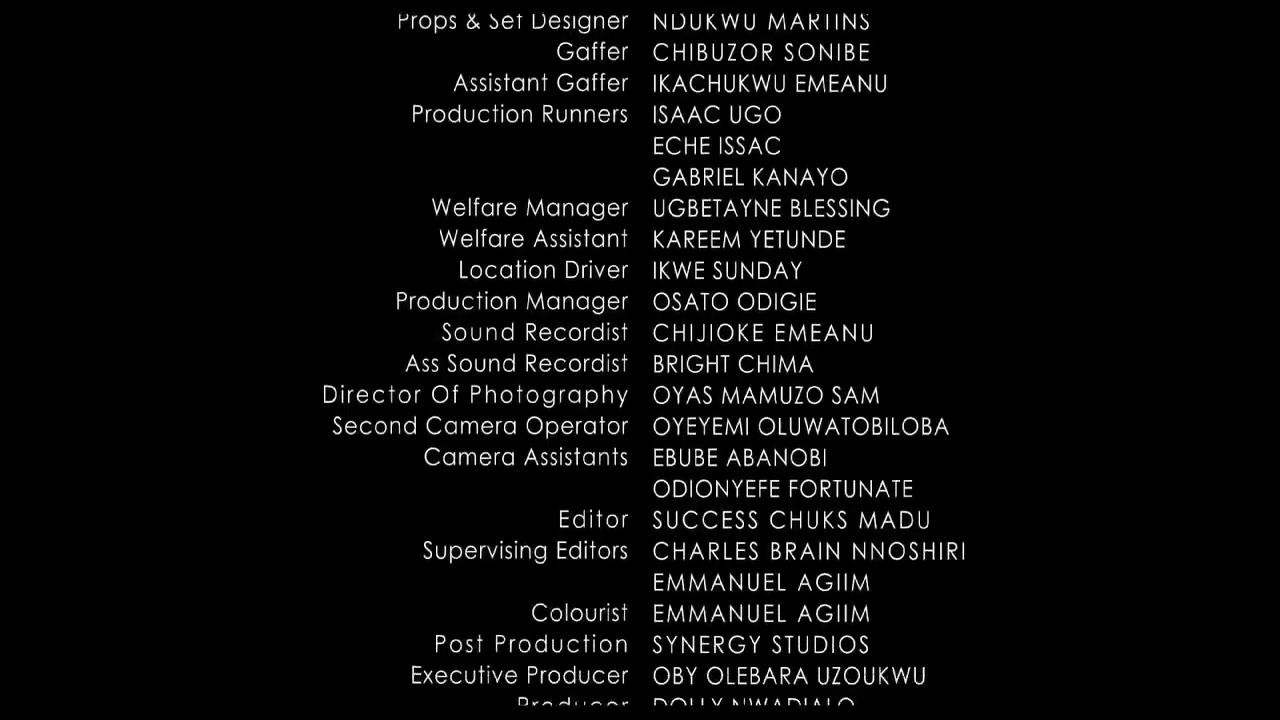 Props & Set Designer NDUKWU MARTINS
Gaffer CHIBUZOR SONIBE
Assistant Gaffer IKACHUKWU EMEANU
Production Runners ISAAC UGO
ECHE ISSAC
GABRIEL KANAYO
Welfare Manager UGBETAYNE BLESSING
Welfare Assistant KAREEM YETUNDE
Location Driver IKWE SUNDAY
Production Manager OSATO ODIGIE
Sound Recordist CHIJIOKE EMEANU
Ass Sound Recordist BRIGHT CHIMA
Director Of Photography OYAS MAMUZO SAM
Second Camera Operator OYEYEMI OLUWATOBILOBA
Camera Assistants EBUBE ABANOBI
ODIONYEFE FORTUNATE
Editor SUCCESS CHUKS MADU
Supervising Editors CHARLES BRAIN NNOSHIRI
EMMANUEL AGIIM
Colourist EMMANUEL AGIIM
Post Production SYNERGY STUDIOS
Executive Producer OBY OLEBARA UZOUKWU
Producer DOLLY NWADIALO